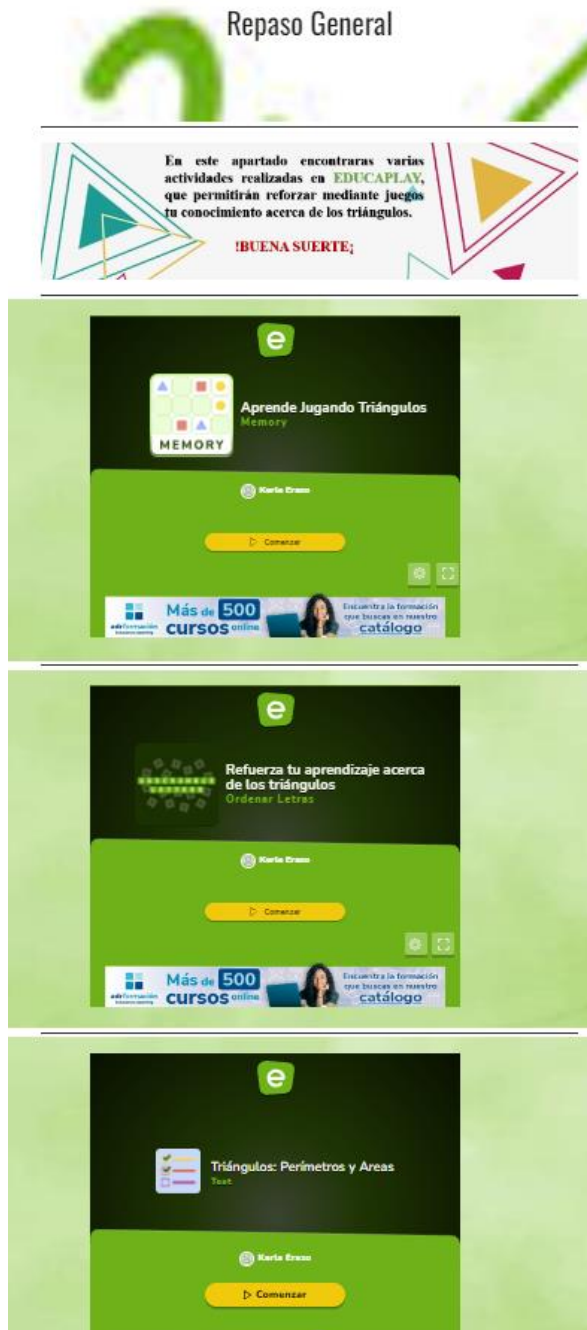 Repaso General
En este apartado encontraras varias
actividades realizadas en EDUCAPLAY,
que permitirán reforzar mediante juegos
tu conocimiento acerca de los triángulos.
!BUENA SUERTE¡
e
MEMORY
Aprende Jugando Triángulos
Memory
Karla Erazo
Comenzar
Más de 500
cursos online
Encuentra la formación
que buscas en nuestro
catálogo
e
Refuerza tu aprendizaje acerca
de los triángulos
Ordenar Letras
Karla Erazo
Comenzar
Más de 500
cursos online
Encuentra la formación
que buscas en nuestro
catálogo
e
Triángulos: Perímetros y Areas
Test
Karla Erazo
Comenzar